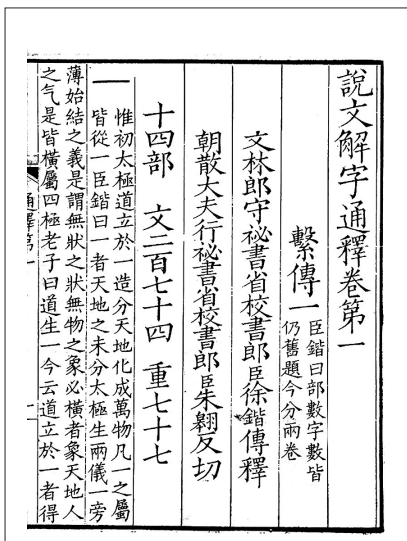 說文解字通釋卷第一
繫傳一
臣鍇曰部數字數皆
仍舊題今分兩卷
文林郎守祕書省校書郎臣徐鍇傳釋
朝散大夫行祕書省校書郎臣朱翱反切
十四部 文二百七十四 重七十七
一
惟初太極道立於一造分天地化成萬物凡一之屬
皆從一臣鍇曰一者天地之未分太極生兩儀一旁
薄始結之義是謂無狀之狀無物之象必橫者象天地人
之气是皆橫屬四極老子曰道生一今云道立於一者得
通釋第一